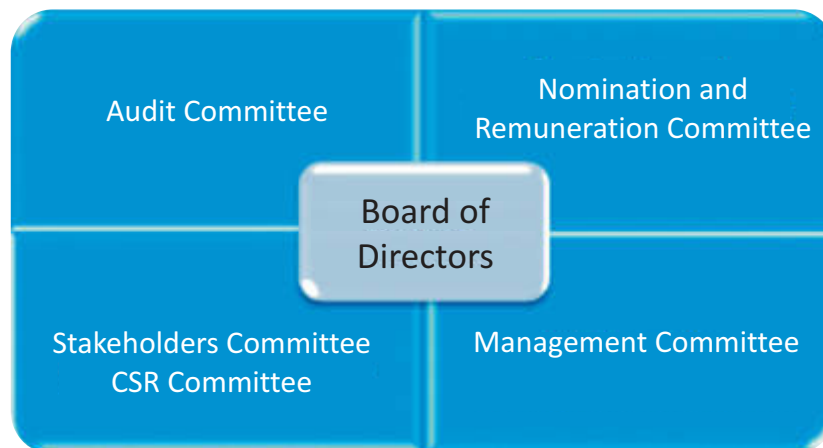 Audit Committee
Nomination and
Remuneration Committee
Board of
Directors
Stakeholders Committee
CSR Committee
Management Committee